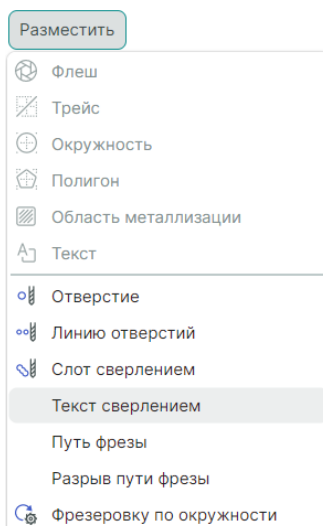 Разместить
Флеш
Трейс
Окружность
Полигон
Область металлизации
Текст
Отверстие
Линию отверстий
Слот сверлением
Текст сверлением
Путь фрезы
Разрыв пути фрезы
Фрезеровку по окружности